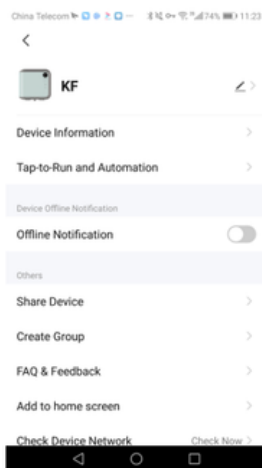 China Telecom 74% 11:23
KF
Device Information
Tap-to-Run and Automation
Device Offline Notification
Offline Notification
Others
Share Device
Create Group
FAQ & Feedback
Add to home screen
Check Device Network Check Now